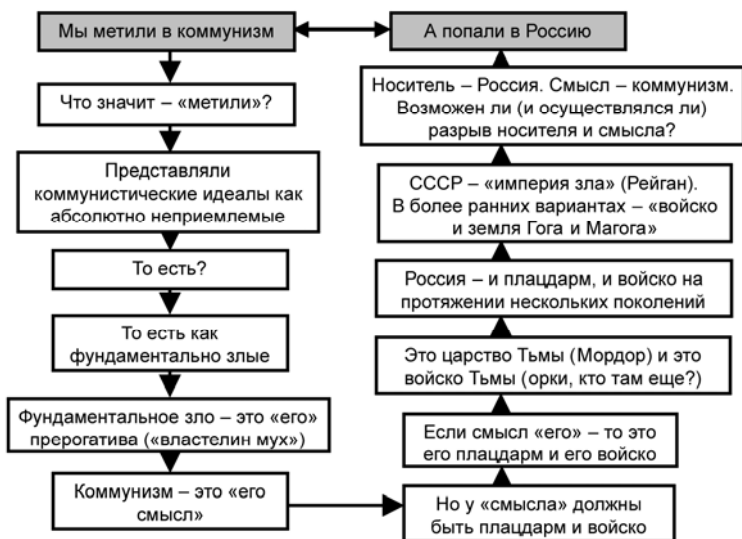 Мы метили в коммунизм
А попали в Россию
Что значит – «метили»?
Представляли
коммунистические идеалы как
абсолютно неприемлемые
То есть?
То есть как
фундаментально злые
Фундаментальное зло – это «его»
прерогатива («властелин мух»)
Коммунизм – это «его
смысл»
Но у «смысла» должны
быть плацдарм и войско
Если смысл «его» – то это
его плацдарм и его войско
Это царство Тьмы (Мордор) и это
войско Тьмы (орки, кто там еще?)
Россия – и плацдарм, и войско на
протяжении нескольких поколений
СССР – «империя зла» (Рейган).
В более ранних вариантах – «войско
и земля Гога и Магога»
Носитель – Россия. Смысл – коммунизм.
Возможен ли (и осуществлялся ли)
разрыв носителя и смысла?